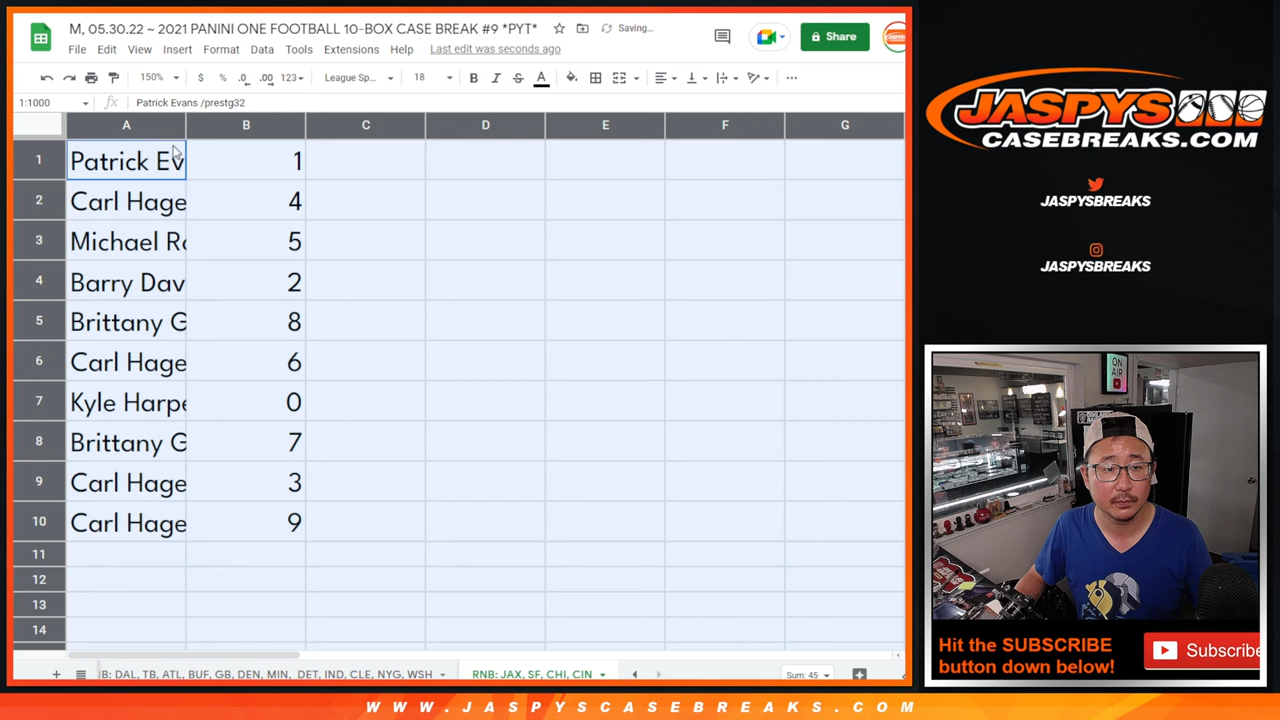 M, 05.30.22 ~ 2021 PANINI ONE FOOTBALL 10-BOX CASE BREAK #9 *PYT*
Saving...
File Edit View Insert Format Data Tools Extensions Help Last edit was seconds ago
Share
150% $ % .0 .00 123 League Sp... 18 B I S A
1:1000 fx Patrick Evans /prestg32
A B C D E F G
1 Patrick Ev 1
2 Carl Hage 4
3 Michael Ro 5
4 Barry Dav 2
5 Brittany G 8
6 Carl Hage 6
7 Kyle Harpe 0
8 Brittany G 7
9 Carl Hage 3
10 Carl Hage 9
11
12
13
14
B: DAL, TB, ATL, BUF, GB, DEN, MIN, DET, IND, CLE, NYG, WSH RNB: JAX, SF, CHI, CIN Sum: 45
JASPYS
CASEBREAKS.COM
JASPYSBREAKS
JASPYSBREAKS
ON
AIR
Hit the SUBSCRIBE
button down below!
Subscribe
WWW.JASPYSCASEBREAKS.COM